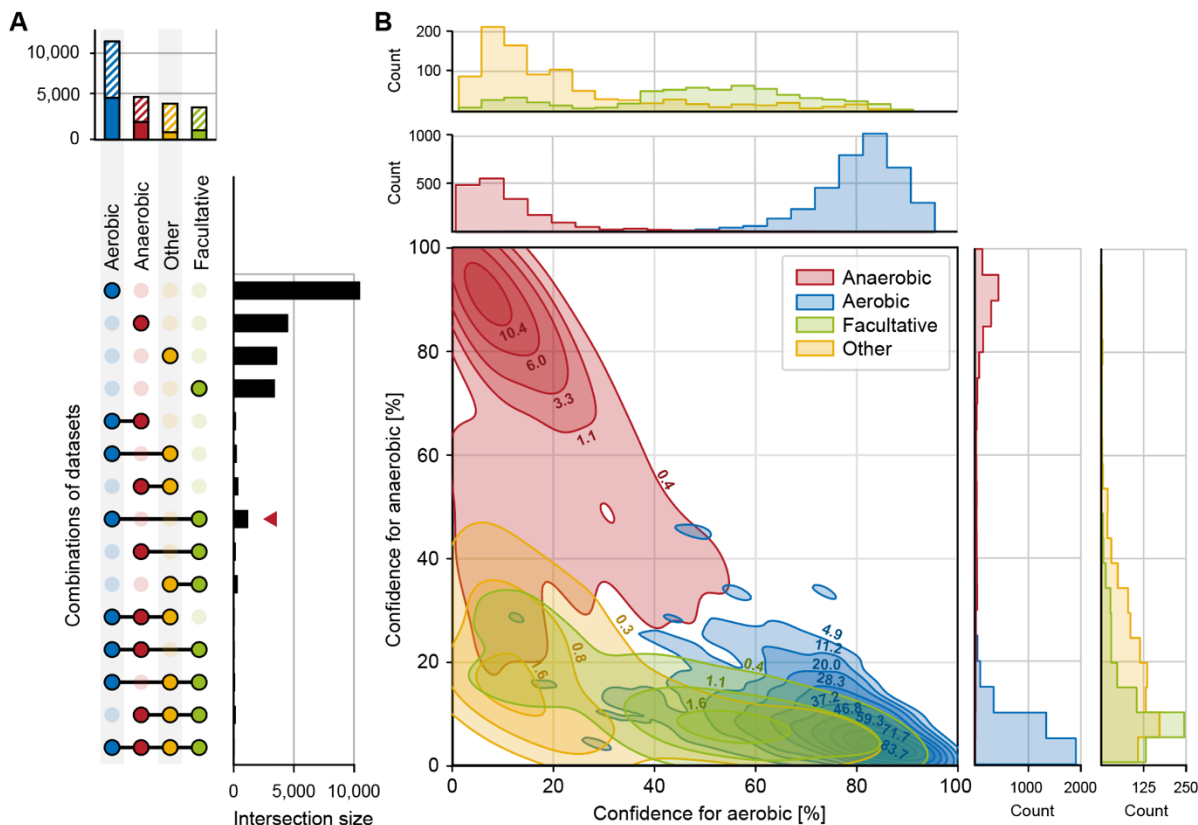 A
10,000
5,000
0
Aerobic
Anaerobic
Other
Facultative
Combinations of datasets
0
5,000
10,000
Intersection size
B
200
100
Count
1000
500
Count
100
80
60
40
20
0
Confidence for anaerobic [%]
Anaerobic
Aerobic
Facultative
Other
10.4
6.0
3.3
1.1
0.4
0.3
0.8
1.6
0.4
1.1
1.6
4.9
11.2
20.0
28.3
37.2
46.8
59.3
71.7
83.7
0
20
40
60
80
100
Confidence for aerobic [%]
1000
2000
Count
125
250
Count